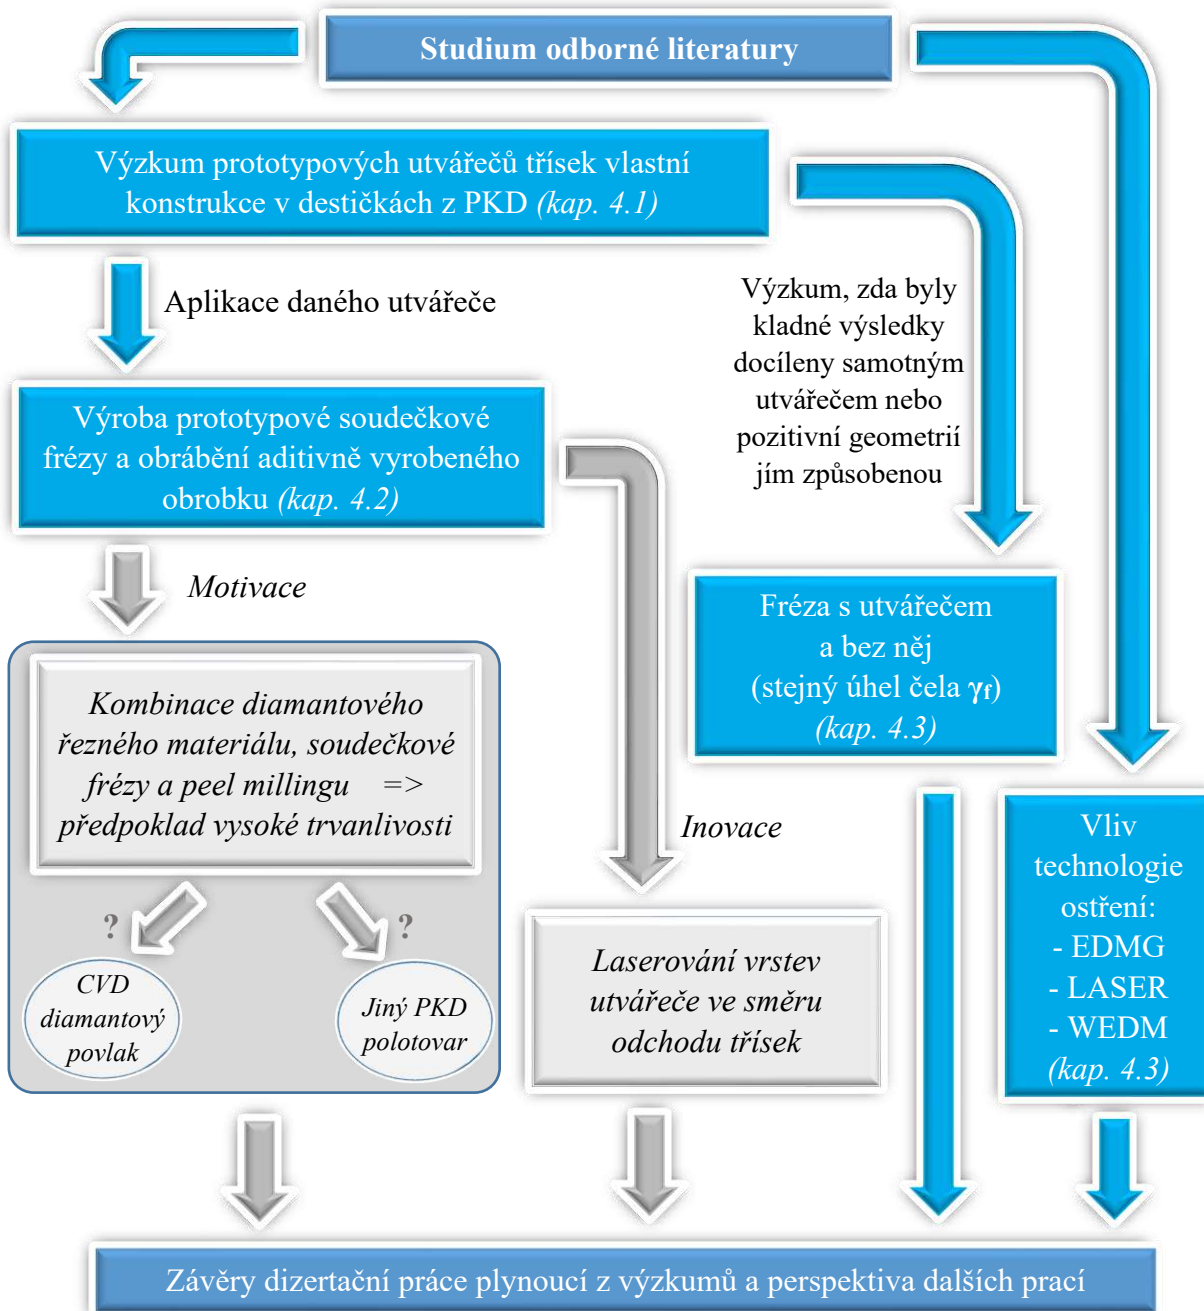 Studium odborné literatury
Výzkum prototypových utvářečů třísek vlastní
konstrukce v destičkách z PKD (kap. 4.1)
Aplikace daného utvářeče
Výzkum, zda byly
kladné výsledky
docíleny samotným
utvářečem nebo
pozitivní geometrií
jím způsobenou
Výroba prototypové soudečkové
frézy a obrábění aditivně vyrobeného
obrobku (kap. 4.2)
Motivace
Fréza s utvářečem
a bez něj
(stejný úhel čela γf)
(kap. 4.3)
Kombinace diamantového
řezného materiálu, soudečkové
frézy a peel millingu =>
předpoklad vysoké trvanlivosti
Inovace
Vliv
technologie
ostření:
- EDMG
- LASER
- WEDM
(kap. 4.3)
?
?
CVD
diamantový
povlak
Jiný PKD
polotovar
Laserování vrstev
utvářeče ve směru
odchodu třísek
Závěry dizertační práce plynoucí z výzkumů a perspektiva dalších prací